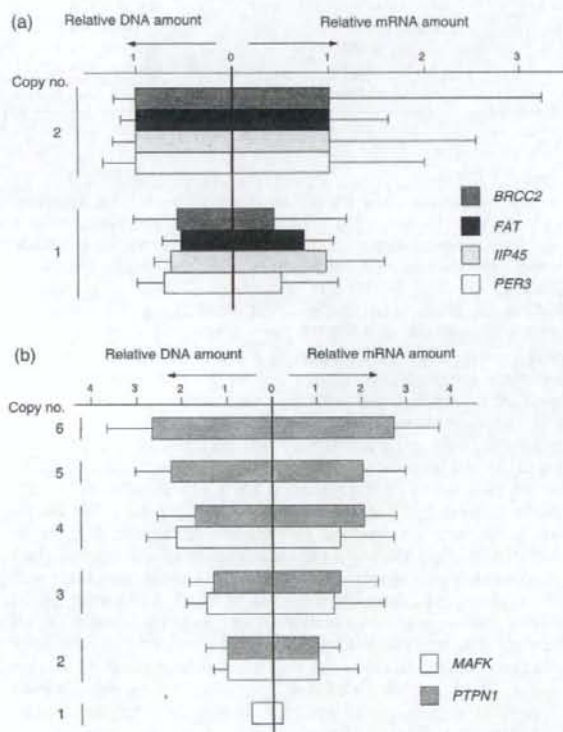 (a)
Relative DNA amount Relative mRNA amount
1 0 1 2 3
Copy no.
2
1
BRCC2
FAT
IIP45
PER3
(b)
Relative DNA amount Relative mRNA amount
4 3 2 1 0 1 2 3 4
Copy no.
6
5
4
3
2
1
MAFK
PTPN1